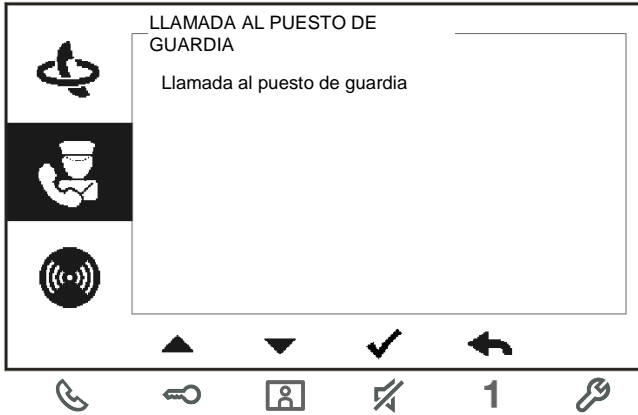 LLAMADA AL PUESTO DE
GUARDIA
Llamada al puesto de guardia
1